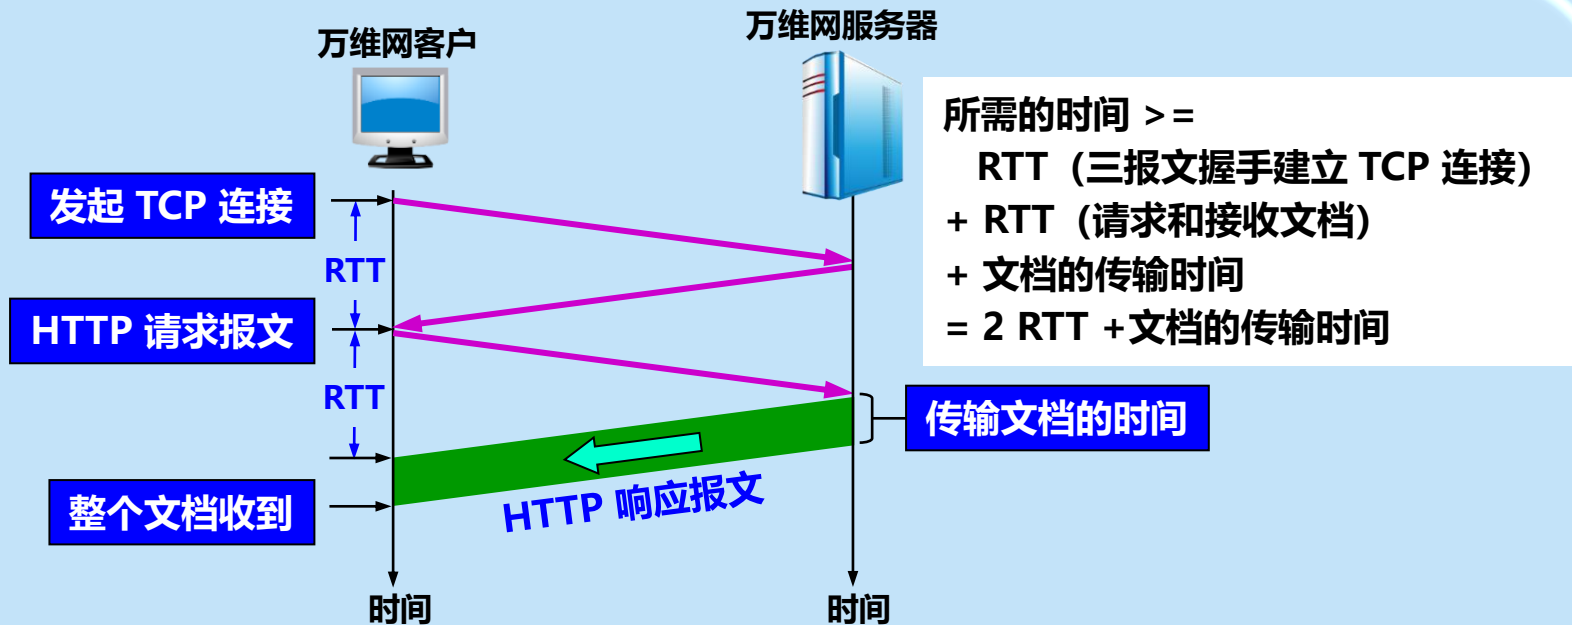 万维网客户
万维网服务器
所需的时间 >=
RTT（三报文握手建立 TCP 连接）
+ RTT（请求和接收文档）
+ 文档的传输时间
= 2 RTT +文档的传输时间
发起 TCP 连接
RTT
HTTP 请求报文
RTT
传输文档的时间
整个文档收到
HTTP 响应报文
时间
时间